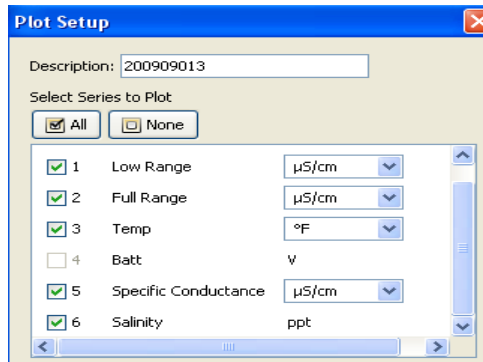 Plot Setup
Description: 200909013
Select Series to Plot
All None
1 Low Range µS/cm
2 Full Range µS/cm
3 Temp °F
4 Batt V
5 Specific Conductance µS/cm
6 Salinity ppt